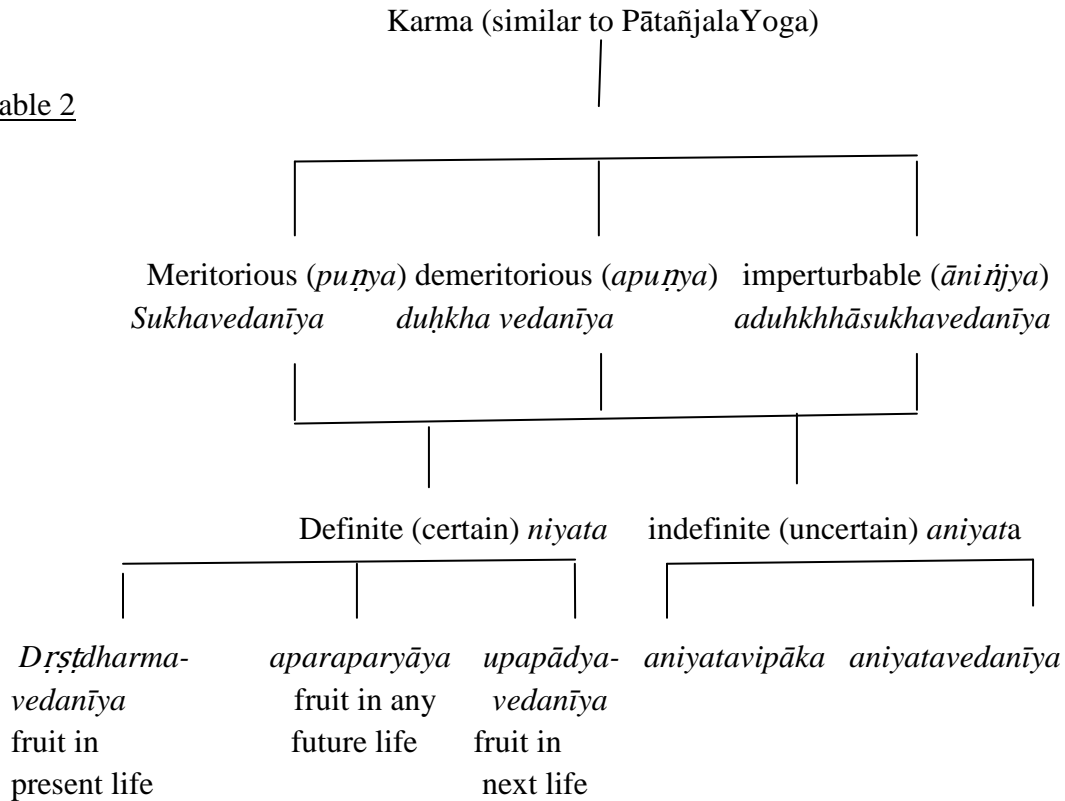 Karma (similar to PātañjalaYoga)
able 2
Meritorious (puṇya) demeritorious (apuṇya) imperturbable (āniṅjya)
Sukhavedanīya duḥkha vedanīya aduhkhhāsukhavedanīya
Definite (certain) niyata indefinite (uncertain) aniyata
Dṛṣṭdharma- aparaparyāya upapādya- aniyatavipāka aniyatavedanīya
vedanīya fruit in any vedanīya
fruit in future life fruit in
present life next life